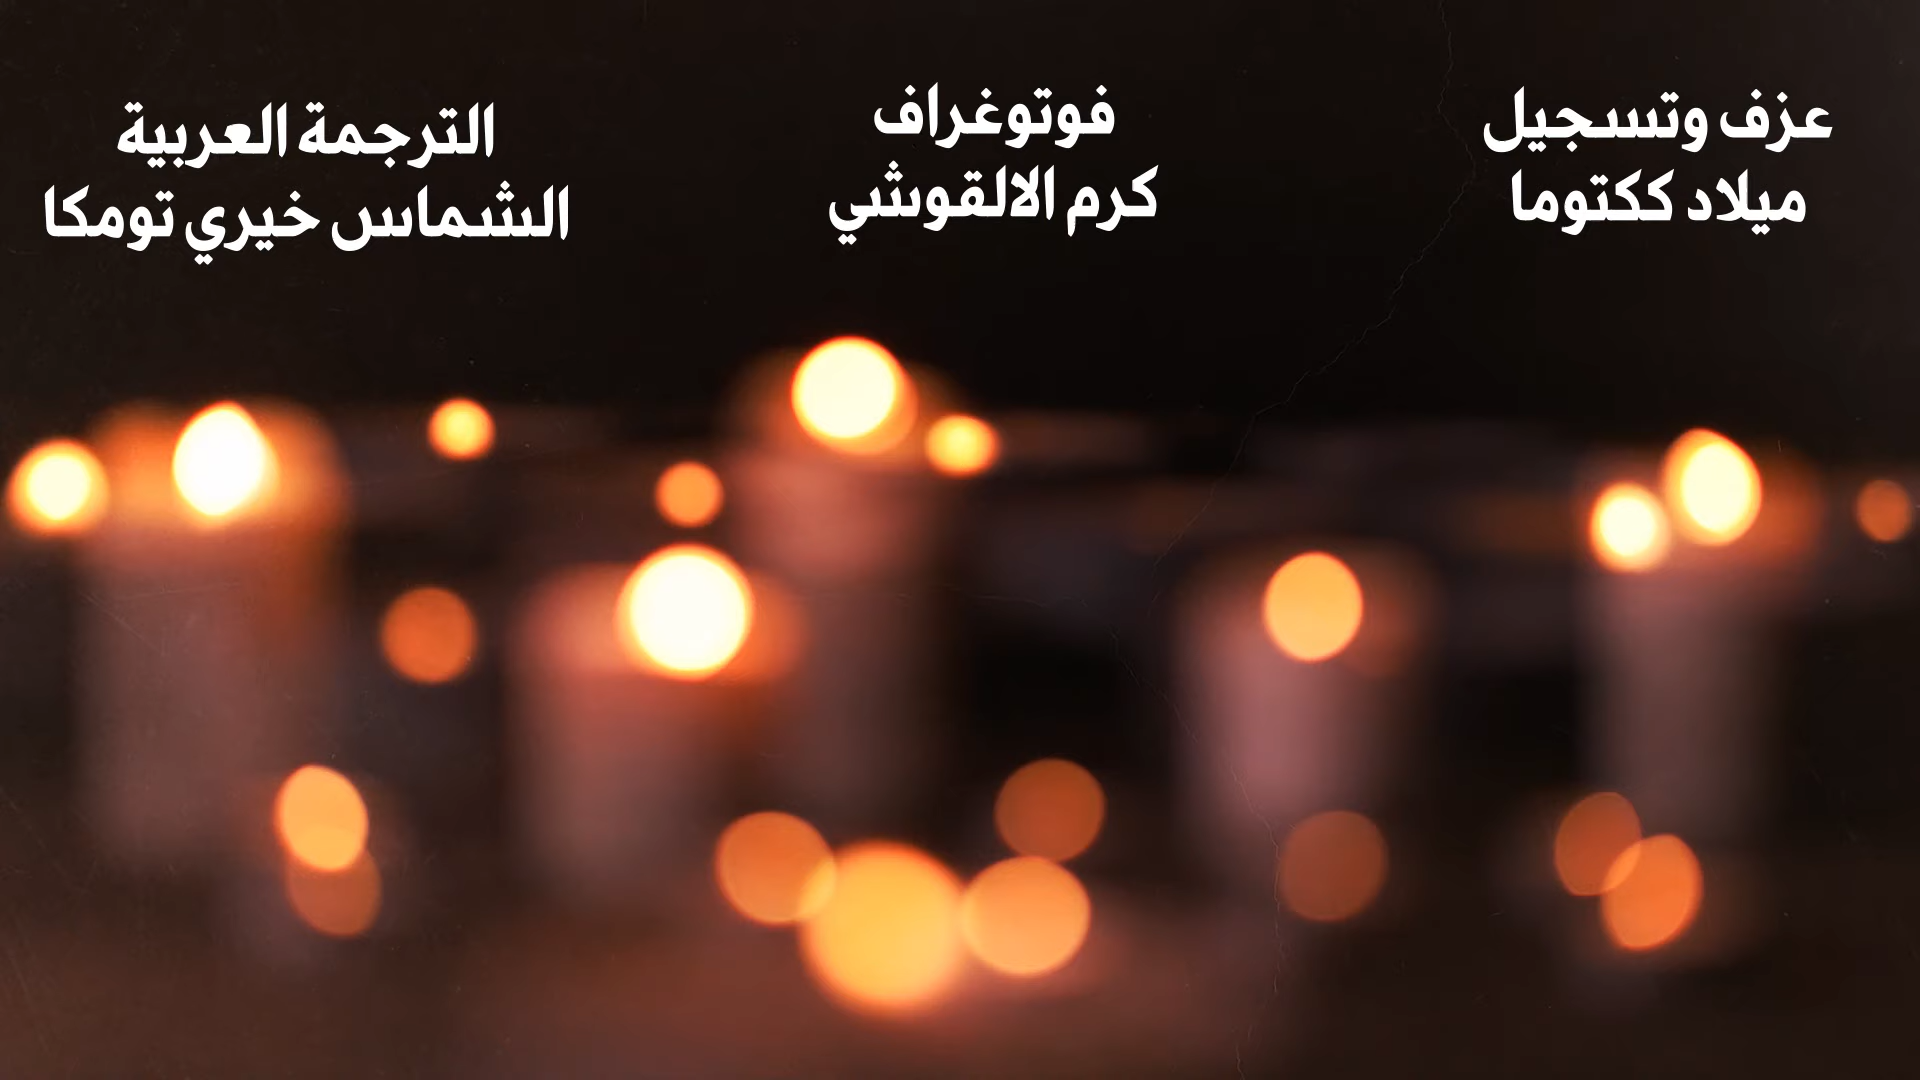 عزف وتسجيل
ميلاد ككتوما
فوتوغراف
كرم الالقوشي
الترجمة العربية
الشماس خيري تومكا